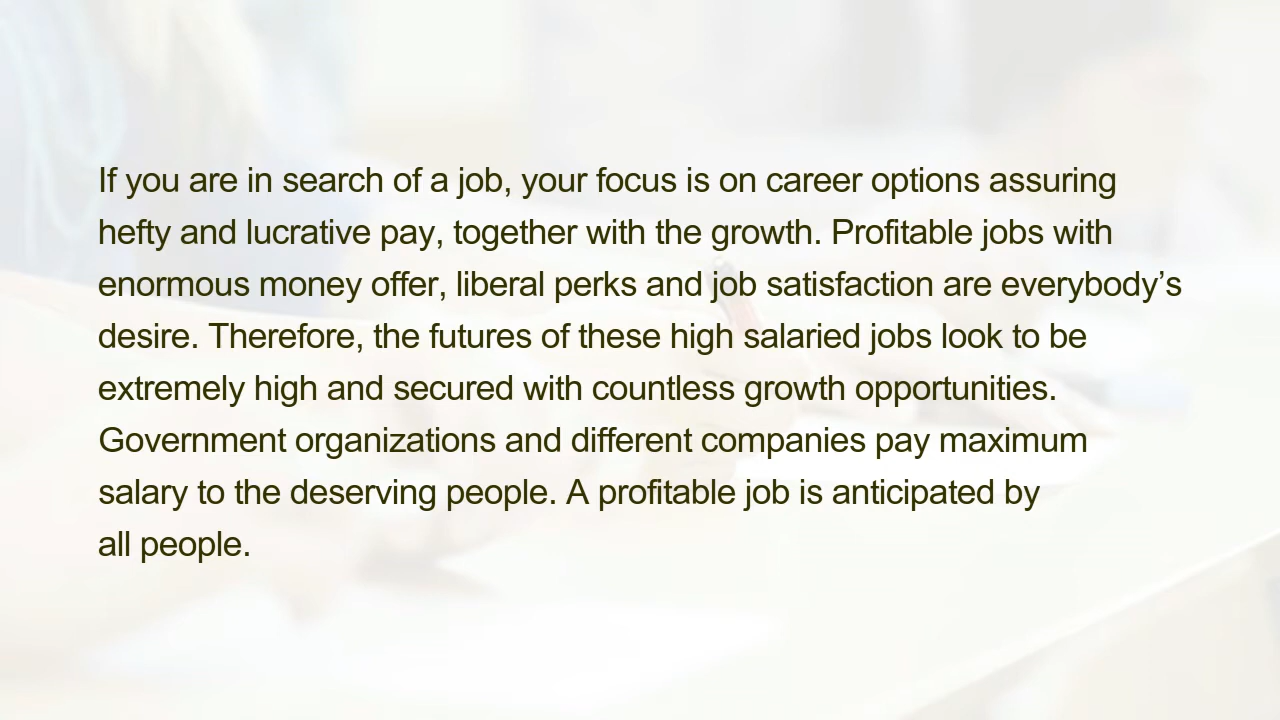 If you are in search of a job, your focus is on career options assuring
hefty and lucrative pay, together with the growth. Profitable jobs with
enormous money offer, liberal perks and job satisfaction are everybody’s
desire. Therefore, the futures of these high salaried jobs look to be
extremely high and secured with countless growth opportunities.
Government organizations and different companies pay maximum
salary to the deserving people. A profitable job is anticipated by
all people.